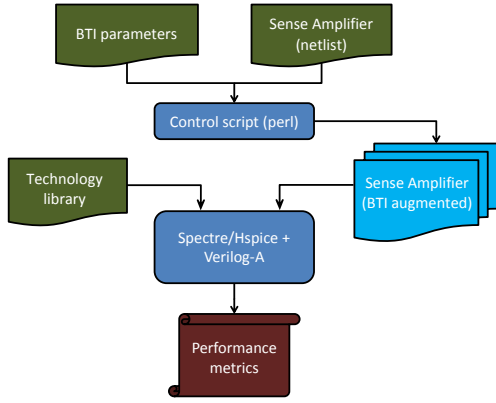 BTI parameters
Sense Amplifier
(netlist)
Control script (perl)
Technology
library
Sense Amplifier
(BTI augmented)
Spectre/Hspice +
Verilog-A
Performance
metrics